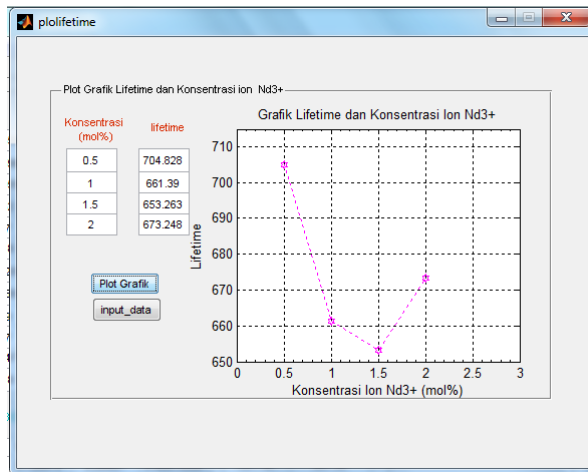 plolifetime
Plot Grafik Lifetime dan Konsentrasi ion Nd3+
Konsentrasi
(mol%)
lifetime
0.5 704.828
1 661.39
1.5 653.263
2 673.248
Plot Grafik
input_data
Grafik Lifetime dan Konsentrasi Ion Nd3+
Lifetime
710
700
690
680
670
660
650
0 0.5 1 1.5 2 2.5 3
Konsentrasi Ion Nd3+ (mol%)